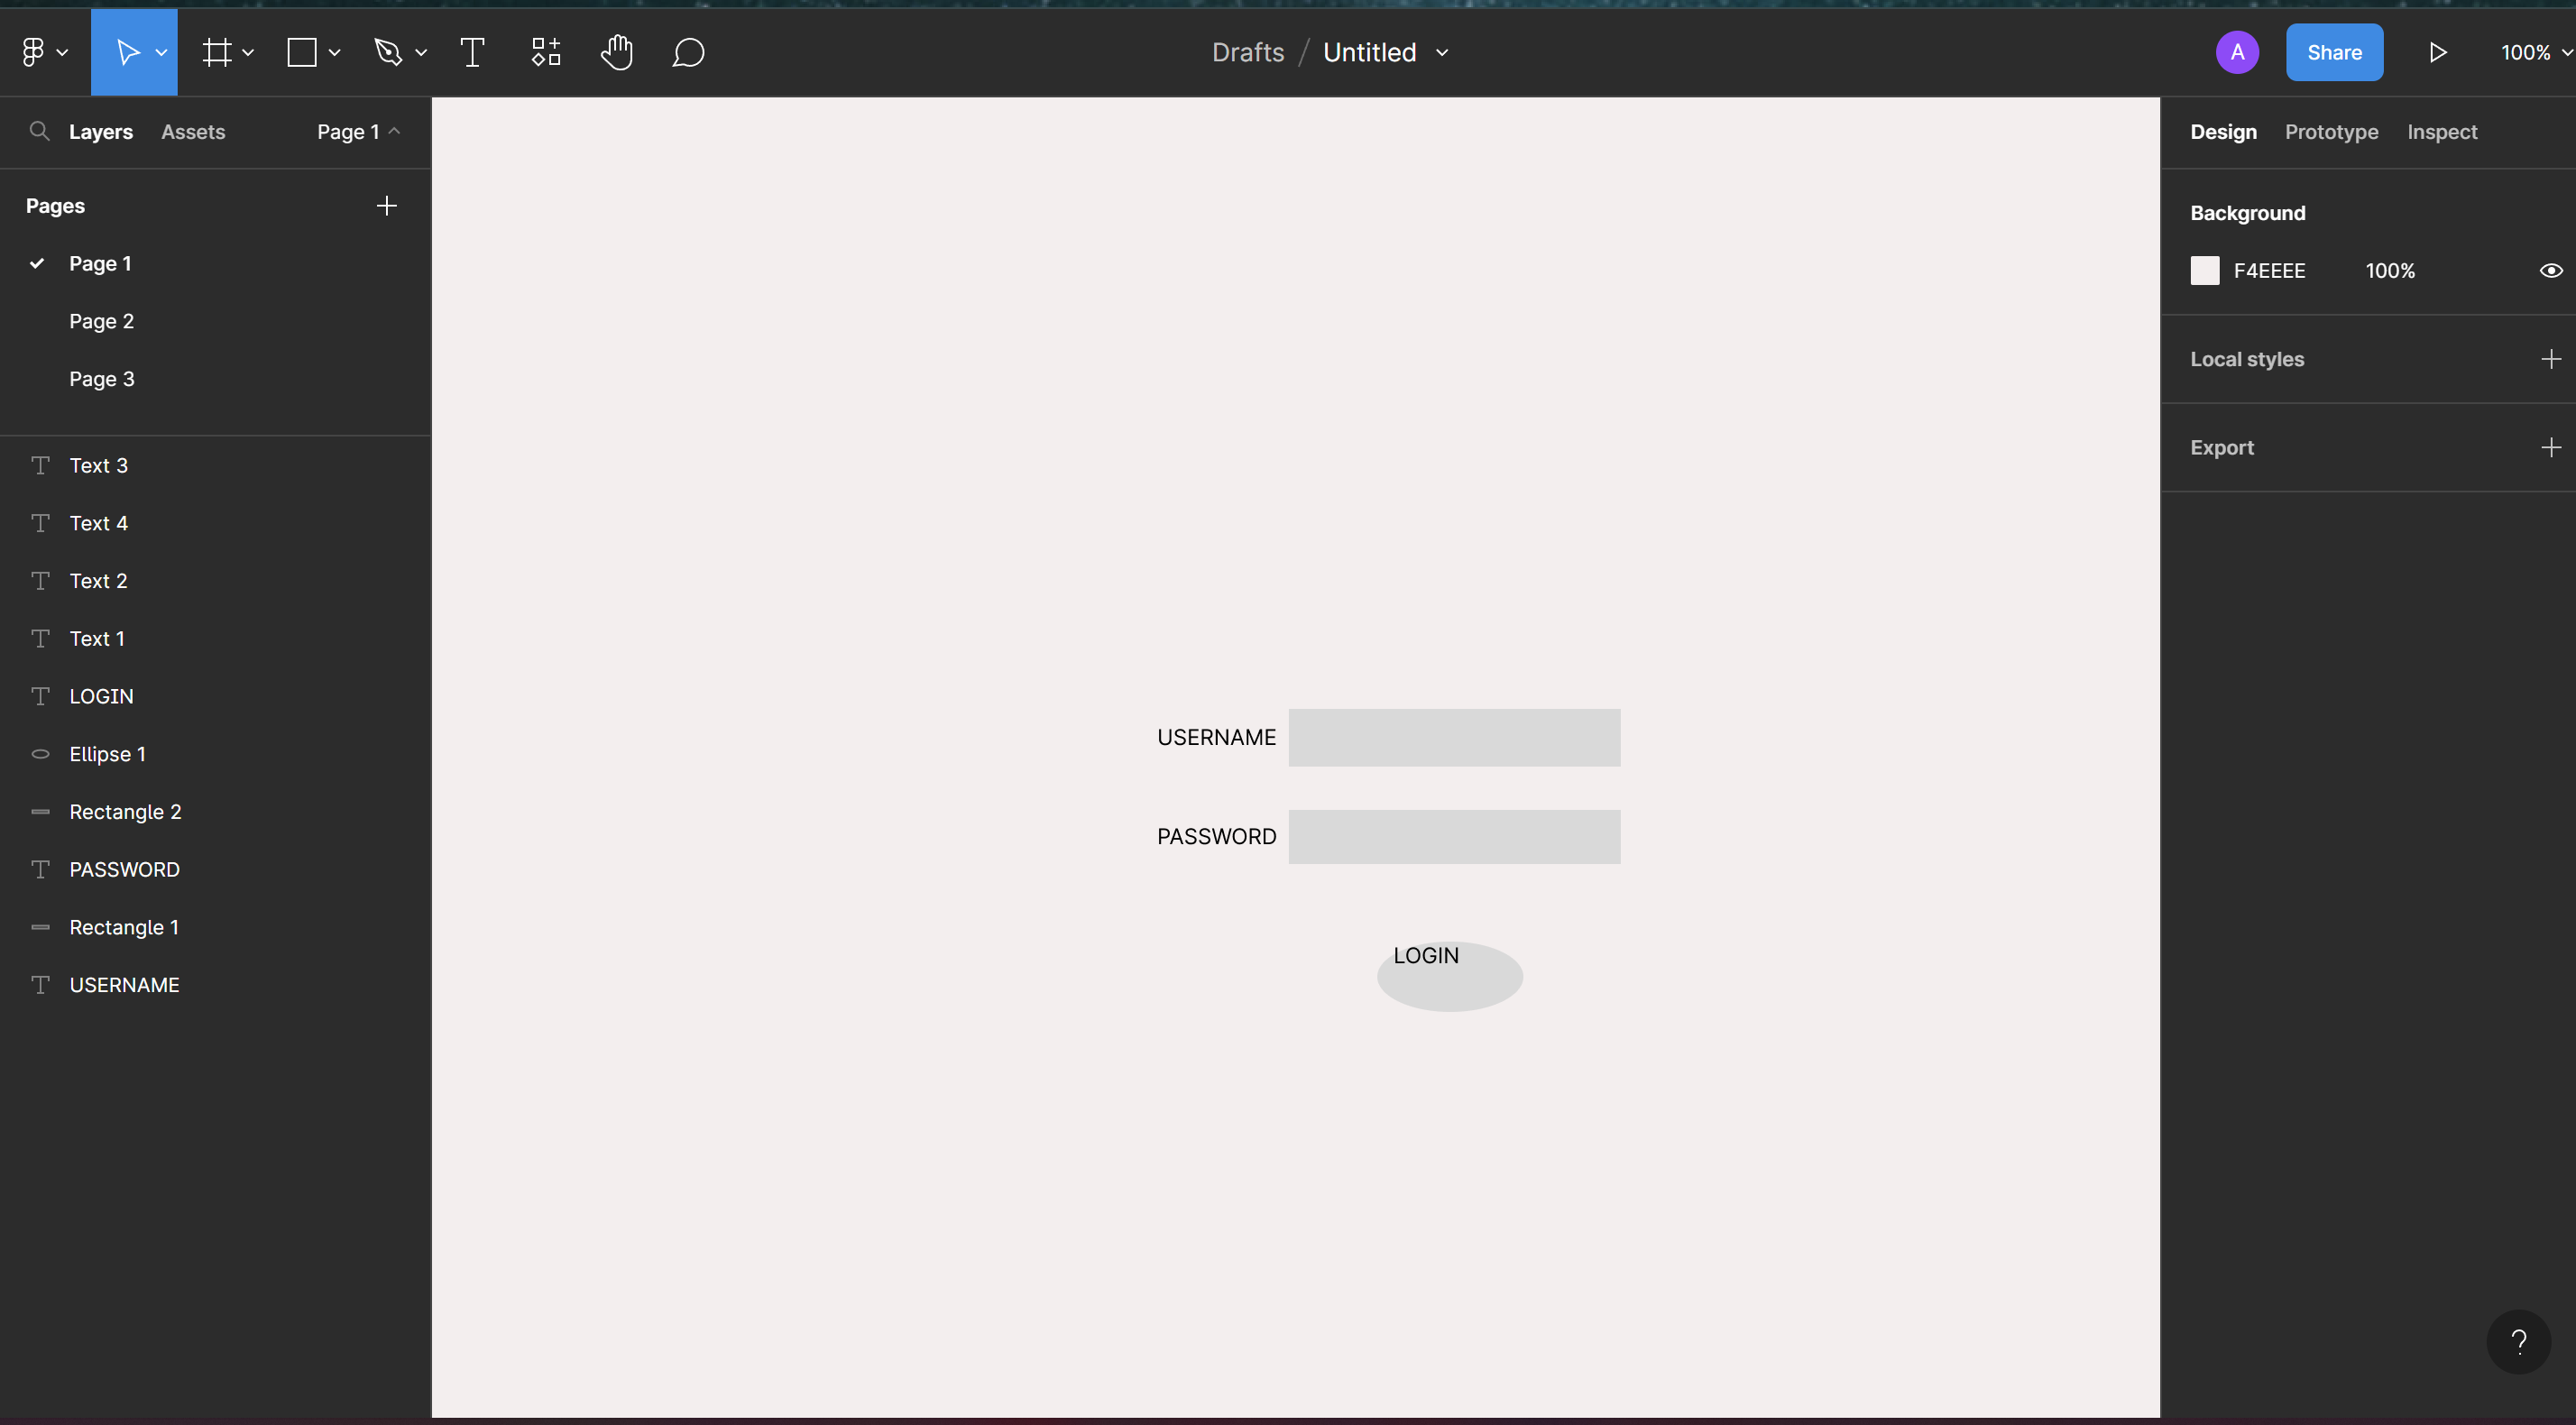 Drafts / Untitled
A
Share
100%
Layers Assets Page 1
Pages
Page 1
Page 2
Page 3
Text 3
Text 4
Text 2
Text 1
LOGIN
Ellipse 1
Rectangle 2
PASSWORD
Rectangle 1
USERNAME
USERNAME
PASSWORD
LOGIN
Design Prototype Inspect
Background
F4EEEE 100%
Local styles
Export
?